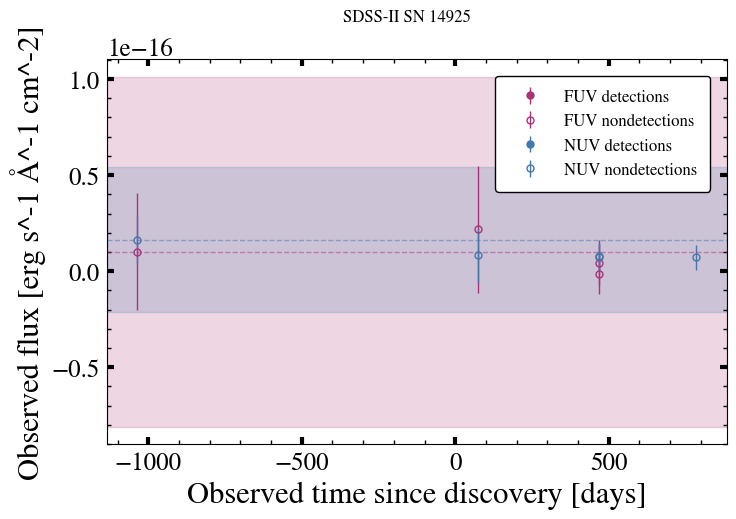 SDSS-II SN 14925
1e−16
FUV detections
FUV nondetections
NUV detections
NUV nondetections
1.0
0.5
0.0
−0.5
Observed flux [erg s^-1 Å^-1 cm^-2]
−1000 −500 0 500
Observed time since discovery [days]